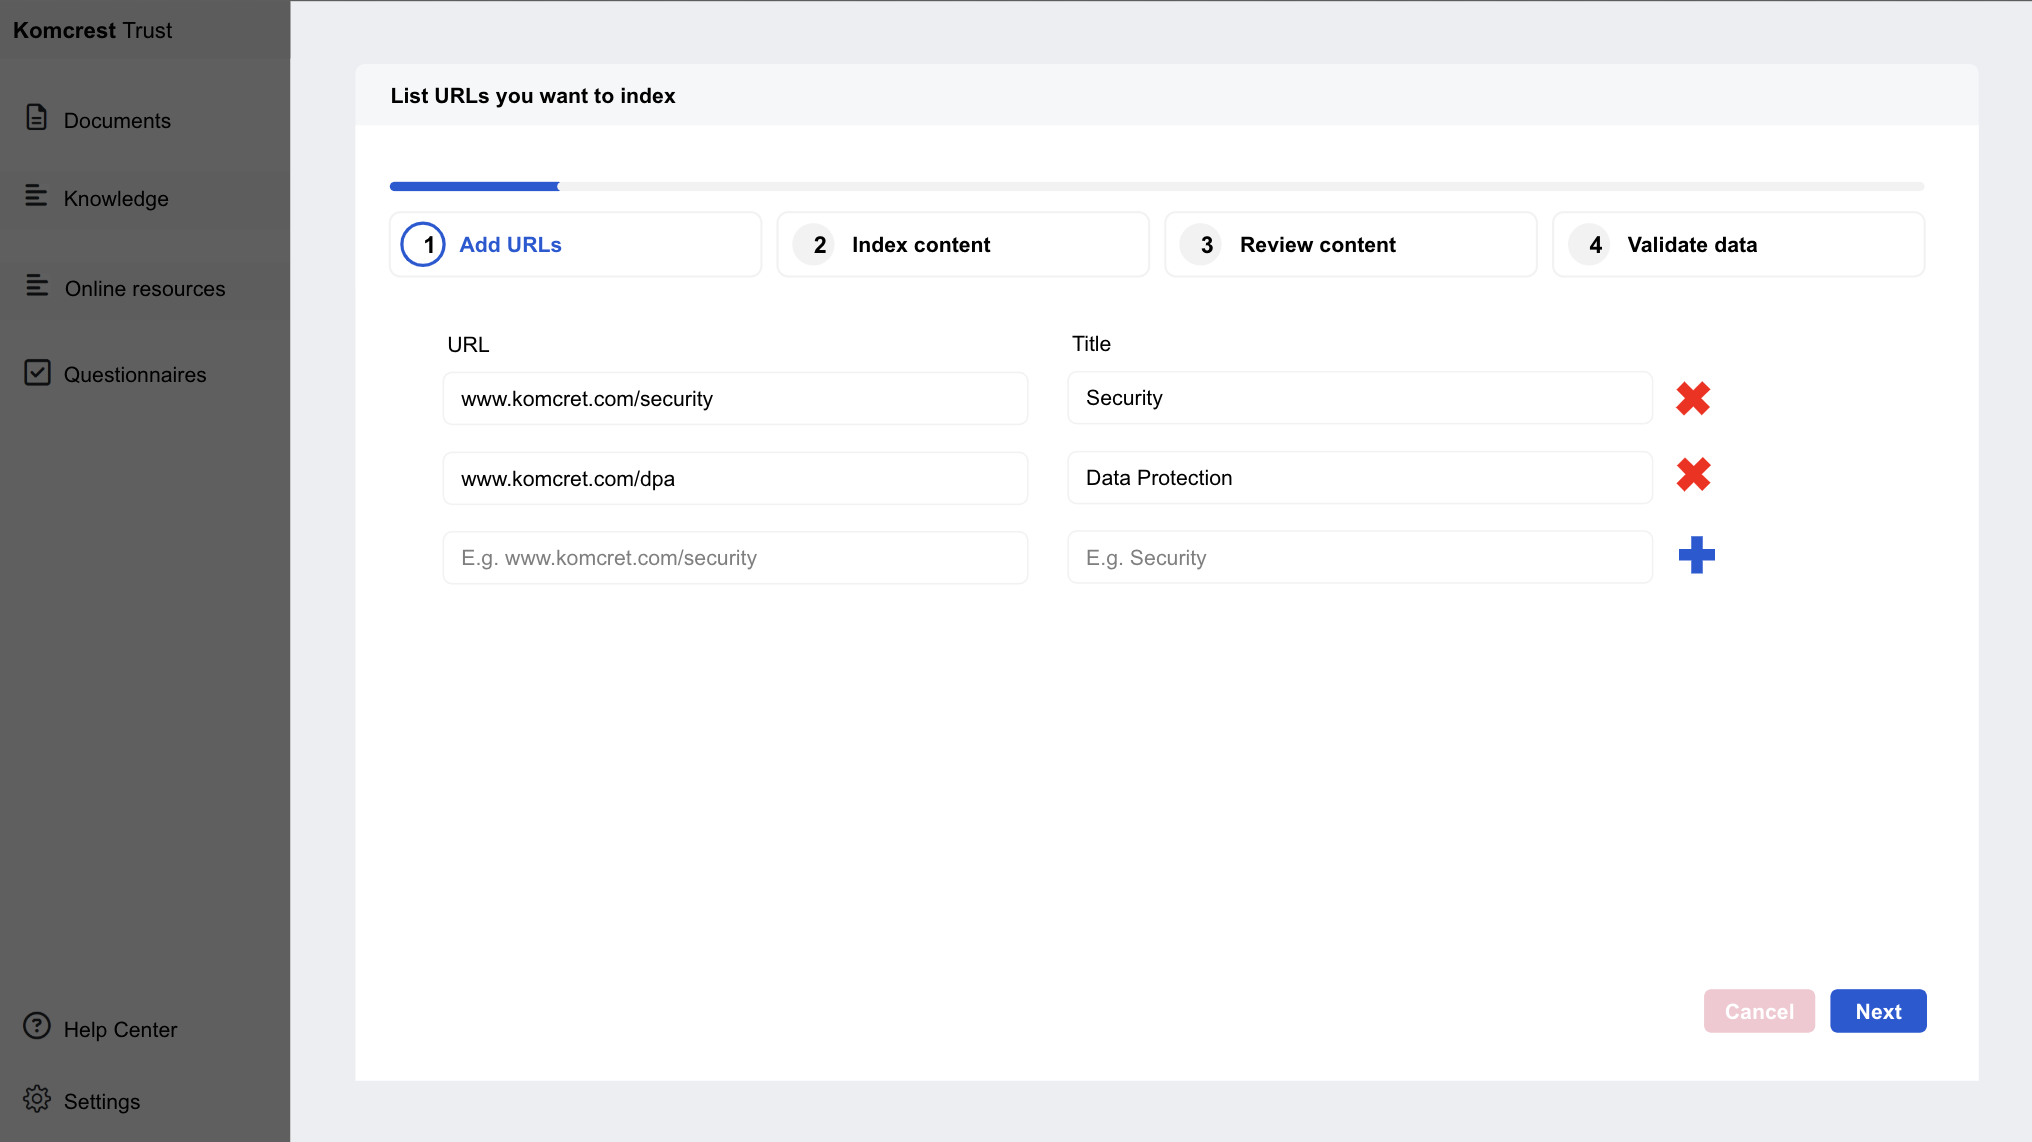 Komcrest Trust
Documents
Knowledge
Online resources
Questionnaires
Help Center
Settings
List URLs you want to index
1 Add URLs
2 Index content
3 Review content
4 Validate data
URL Title
www.komcret.com/security Security
www.komcret.com/dpa Data Protection
E.g. www.komcret.com/security E.g. Security
Cancel Next